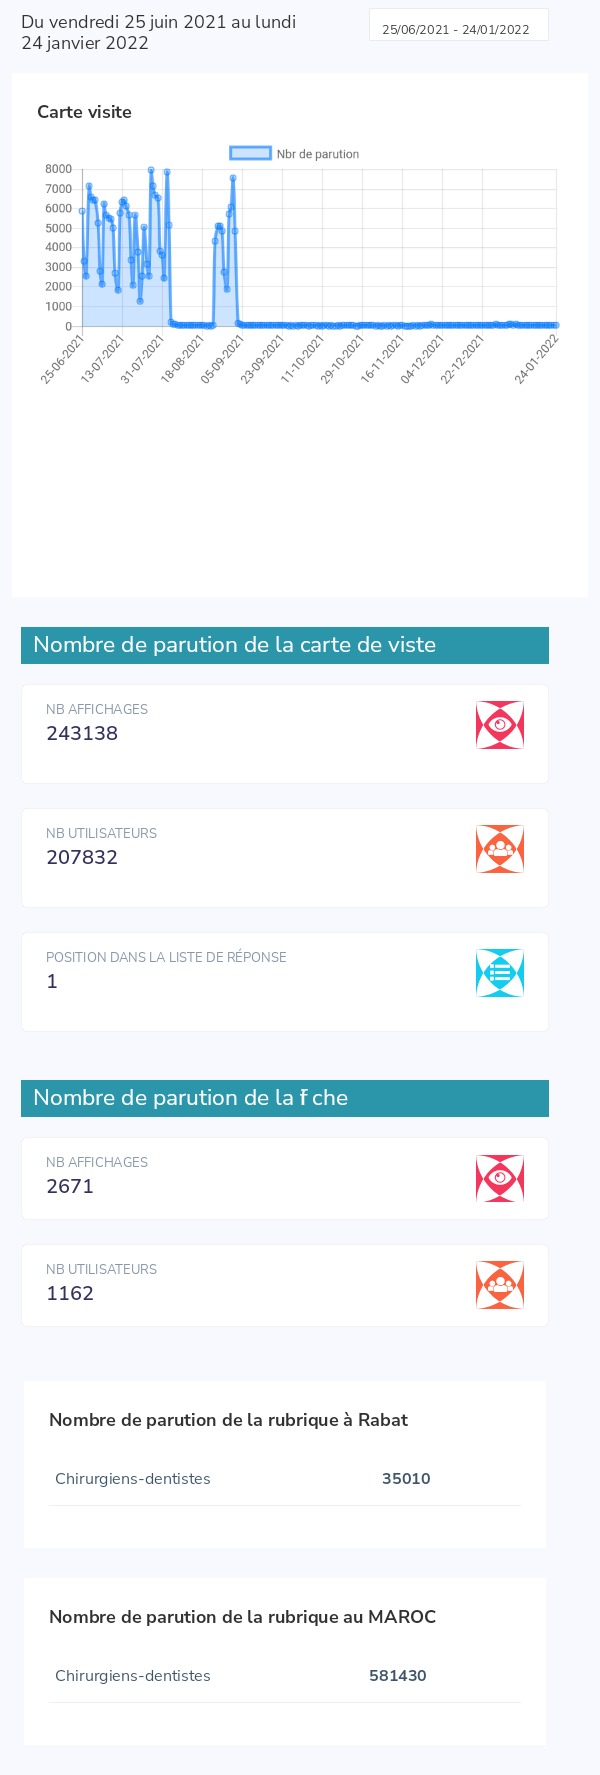 Du vendredi 25 juin 2021 au lundi
24 janvier 2022
25/06/2021 - 24/01/2022
Carte visite
Nbr de parution
8000
7000
6000
5000
4000
3000
2000
1000
0
25-06-2021
13-07-2021
31-07-2021
18-08-2021
05-09-2021
23-09-2021
11-10-2021
29-10-2021
16-11-2021
04-12-2021
22-12-2021
24-01-2022
Nombre de parution de la carte de viste
NB AFFICHAGES
243138
NB UTILISATEURS
207832
POSITION DANS LA LISTE DE RÉPONSE
1
Nombre de parution de la f che
NB AFFICHAGES
2671
NB UTILISATEURS
1162
Nombre de parution de la rubrique à Rabat
Chirurgiens-dentistes 35010
Nombre de parution de la rubrique au MAROC
Chirurgiens-dentistes 581430